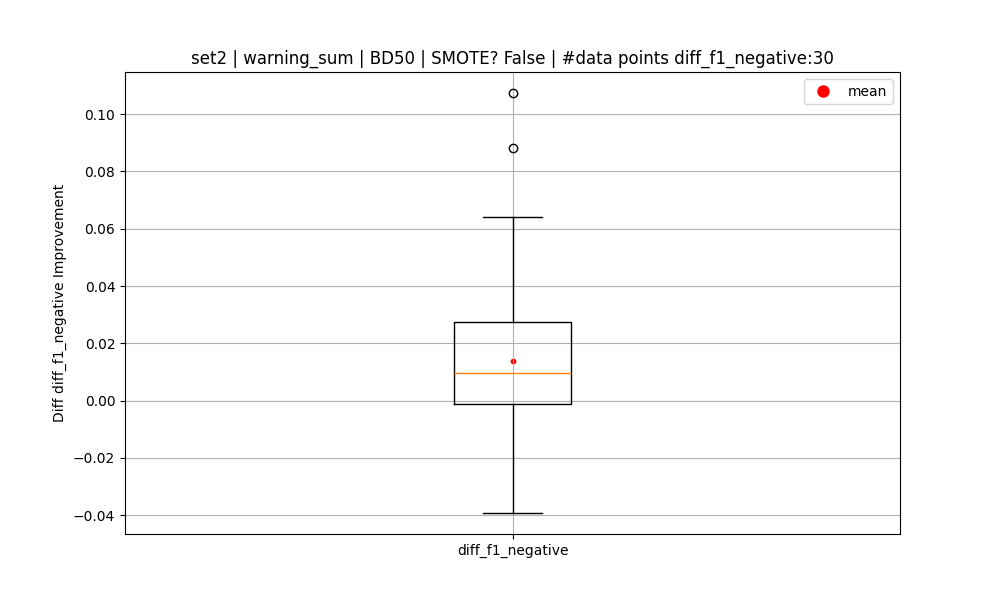 set2 | warning_sum | BD50 | SMOTE? False | #data points diff_f1_negative:30
mean
Diff diff_f1_negative Improvement
0.10
0.08
0.06
0.04
0.02
0.00
−0.02
−0.04
diff_f1_negative